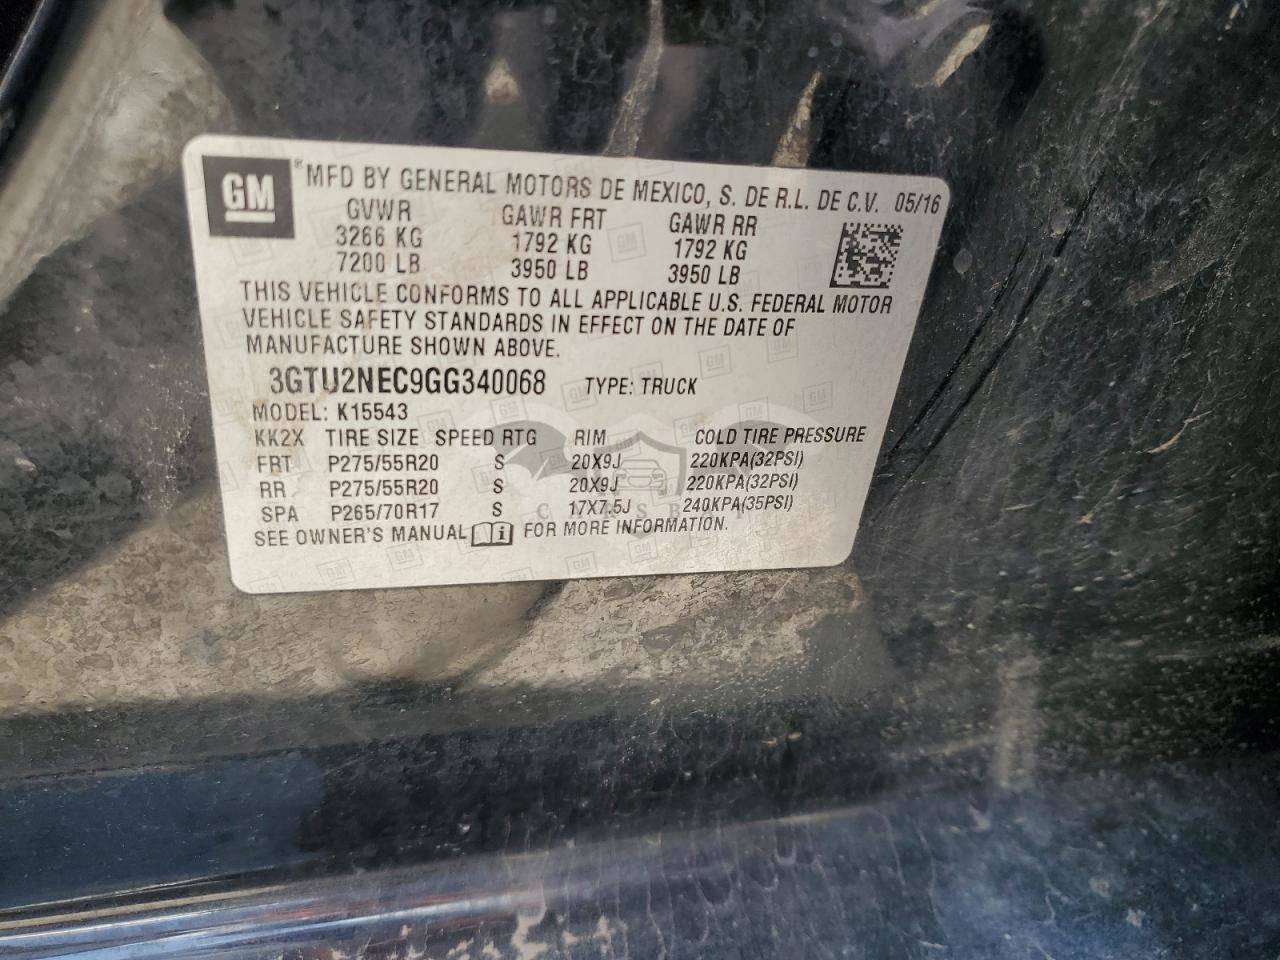 GM ® MFD BY GENERAL MOTORS DE MEXICO, S. DE R.L. DE C.V. 05/16
GVWR GAWR FRT GAWR RR
3266 KG 1792 KG 1792 KG
7200 LB 3950 LB 3950 LB
THIS VEHICLE CONFORMS TO ALL APPLICABLE U.S. FEDERAL MOTOR
VEHICLE SAFETY STANDARDS IN EFFECT ON THE DATE OF
MANUFACTURE SHOWN ABOVE.
3GTU2NEC9GG340068 TYPE: TRUCK
MODEL: K15543
KK2X TIRE SIZE SPEED RTG RIM COLD TIRE PRESSURE
FRT P275/55R20 S 20X9J 220KPA(32PSI)
RR P275/55R20 S 20X9J 220KPA(32PSI)
SPA P265/70R17 S 17X7.5J 240KPA(35PSI)
SEE OWNER'S MANUAL i FOR MORE INFORMATION.